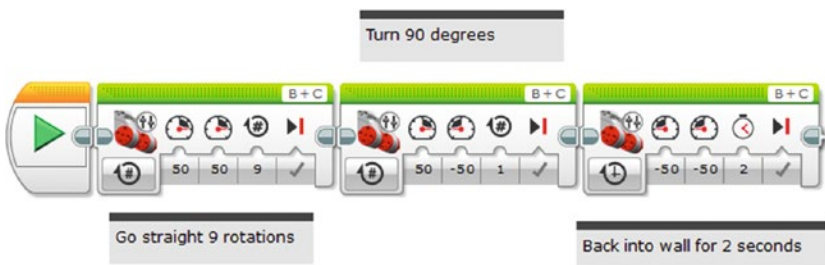 Turn 90 degrees
B + C
B + C
B + C
#
#
#
50
50
9
#
50
-50
1
-50
-50
2
Go straight 9 rotations
Back into wall for 2 seconds